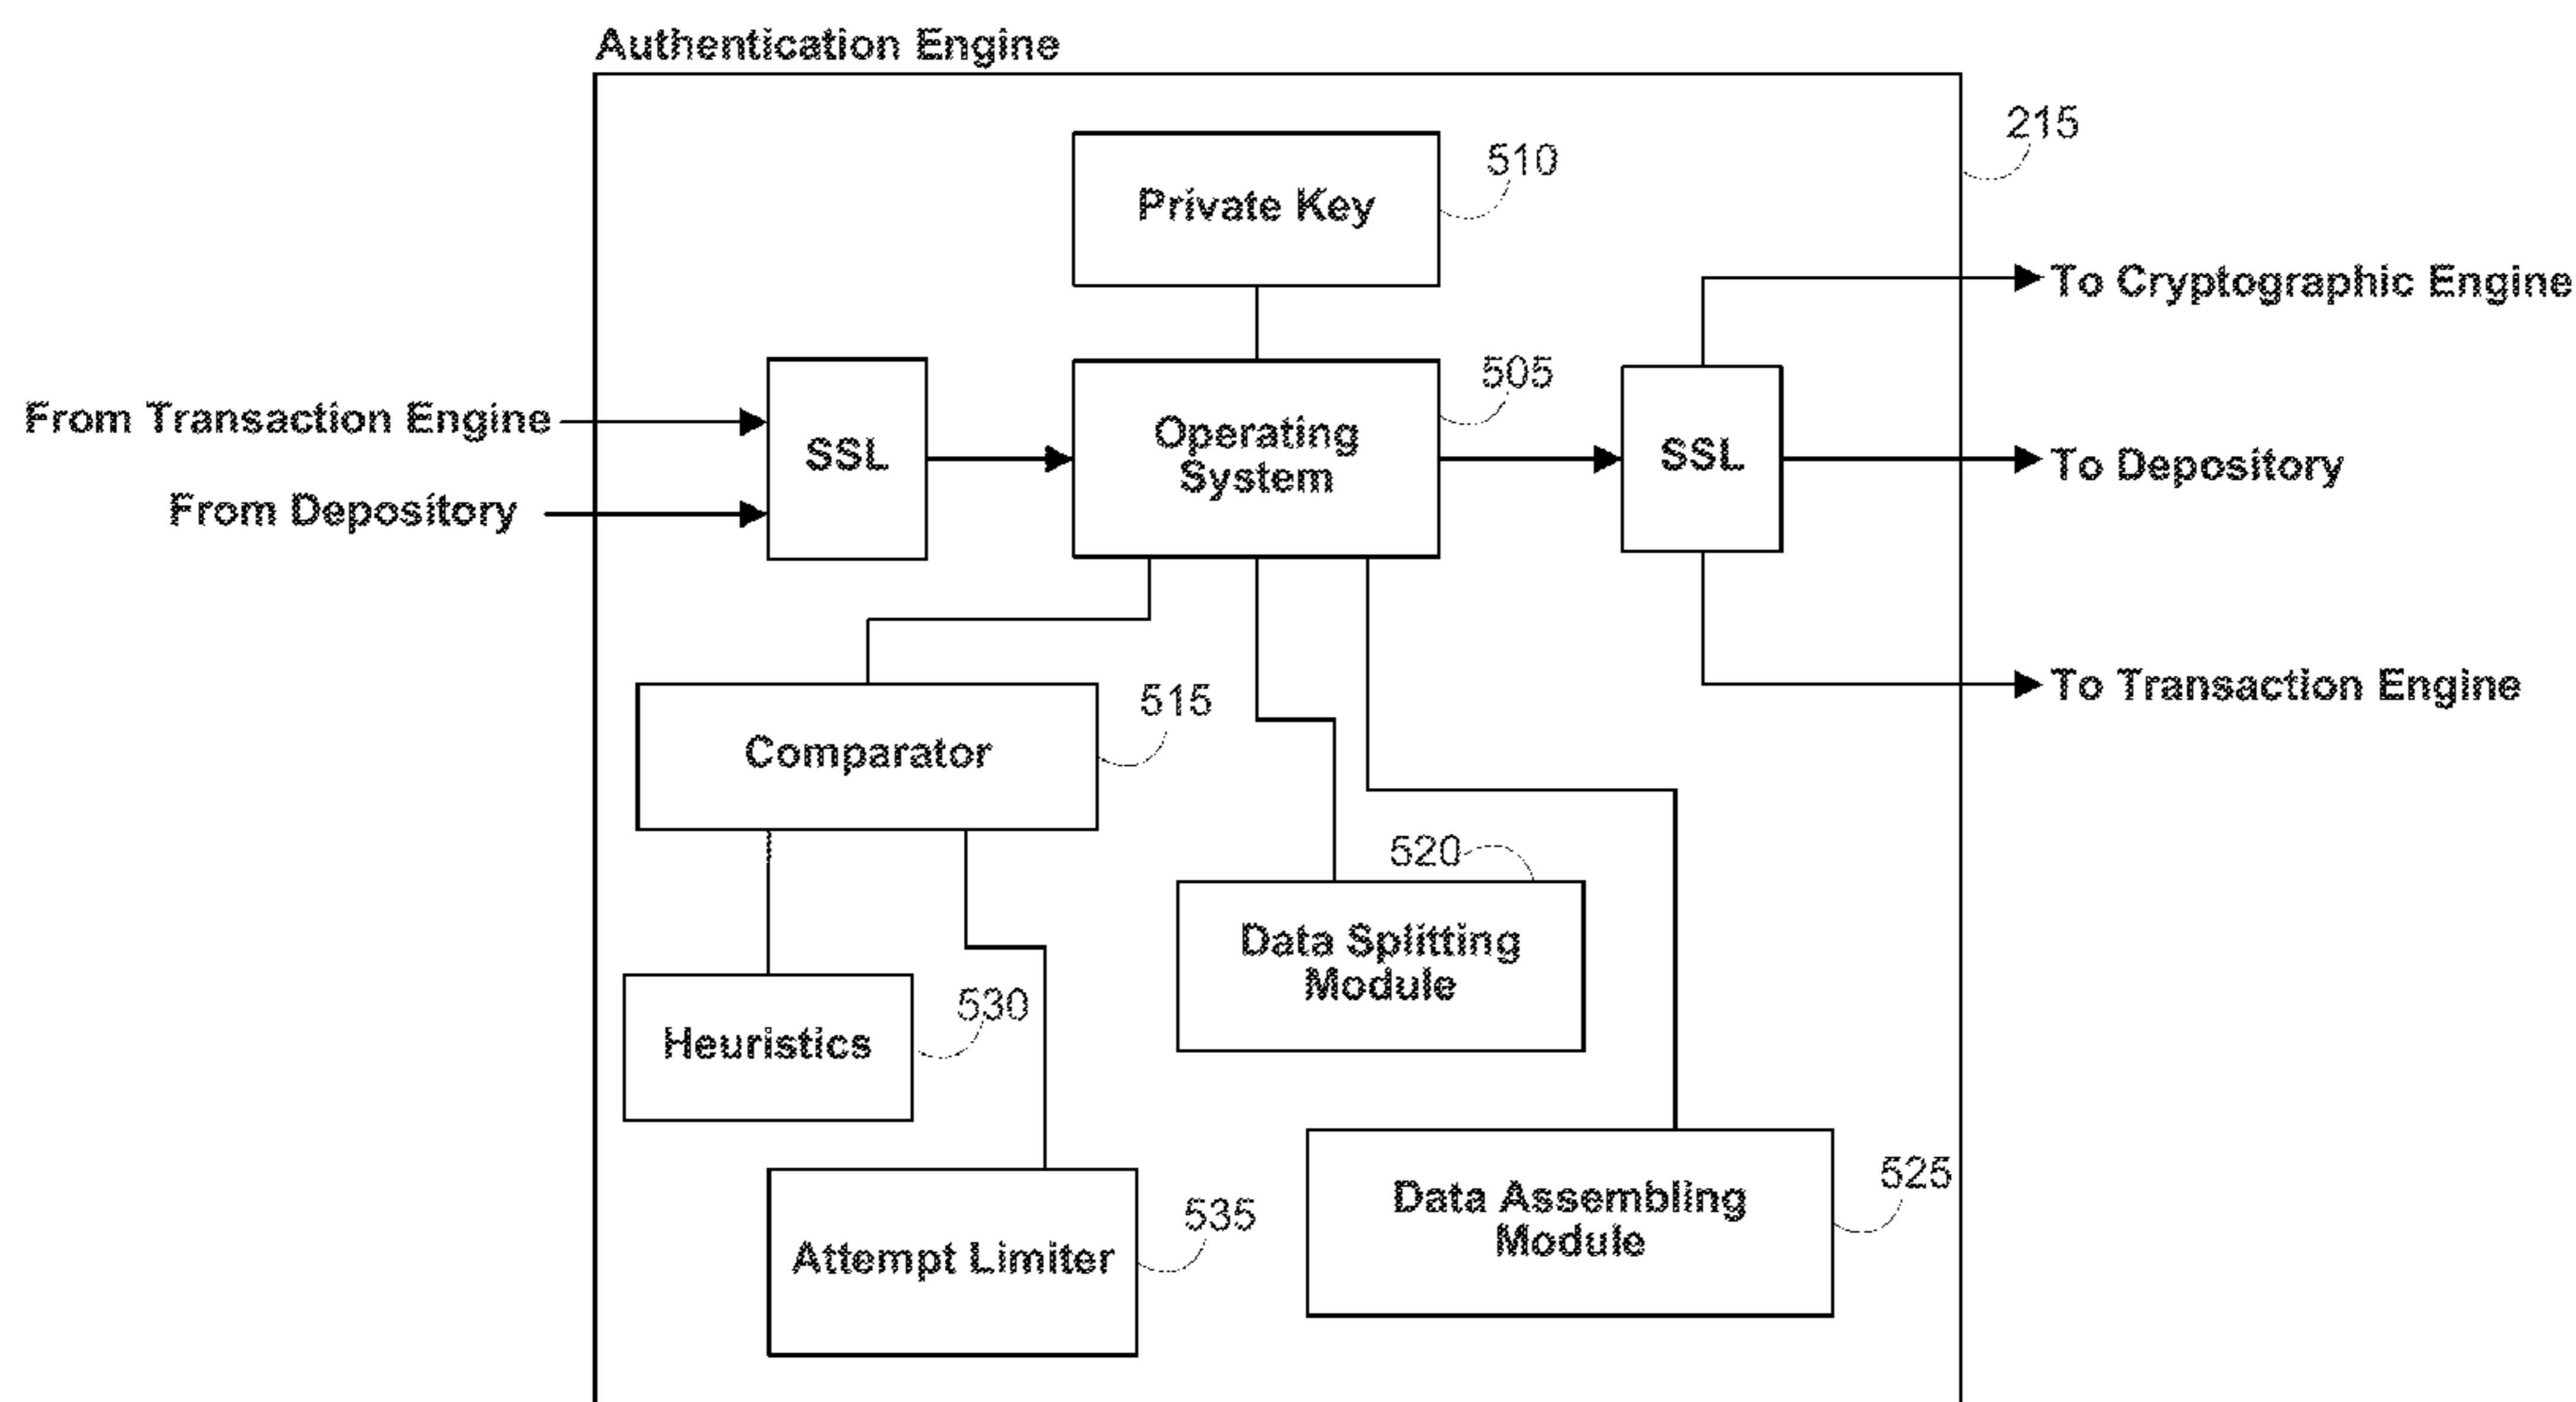 Authentication Engine
215
510
Private Key
To Cryptographic Engine
505
From Transaction Engine
SSL
Operating
System
SSL
To Depository
From Depository
To Transaction Engine
515
Comparator
520
Data Splitting
Module
530
Heuristics
525
Data Assembling
Module
535
Attempt Limiter